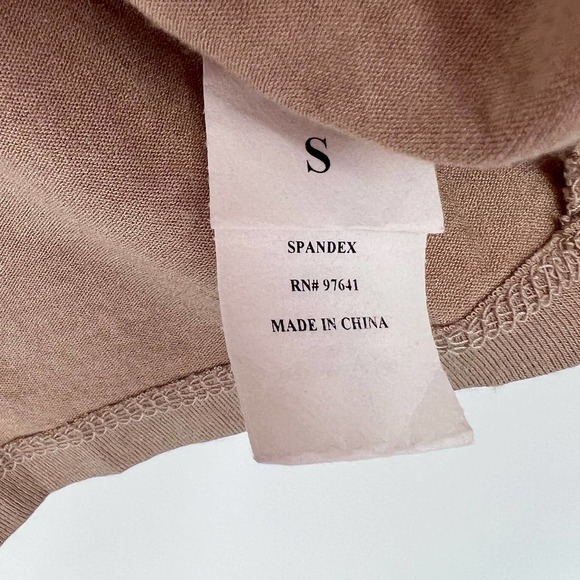 S
SPANDEX
RN# 97641
MADE IN CHINA